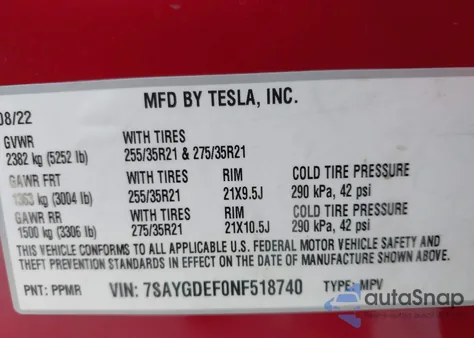 MFD BY TESLA, INC.
08/22
GVWR WITH TIRES
2382 kg (5252 lb) 255/35R21 & 275/35R21
GAWR FRT WITH TIRES RIM COLD TIRE PRESSURE
1363 kg (3004 lb) 255/35R21 21X9.5J 290 kPa, 42 psi
GAWR RR WITH TIRES RIM COLD TIRE PRESSURE
1500 kg (3306 lb) 275/35R21 21X10.5J 290 kPa, 42 psi
THIS VEHICLE CONFORMS TO ALL APPLICABLE U.S. FEDERAL MOTOR VEHICLE SAFETY AND
THEFT PREVENTION STANDARDS IN EFFECT ON THE DATE OF MANUFACTURE SHOWN ABOVE.
PNT: PPMR VIN: 7SAYGDEF0NF518740 TYPE: MPV
autoSnap